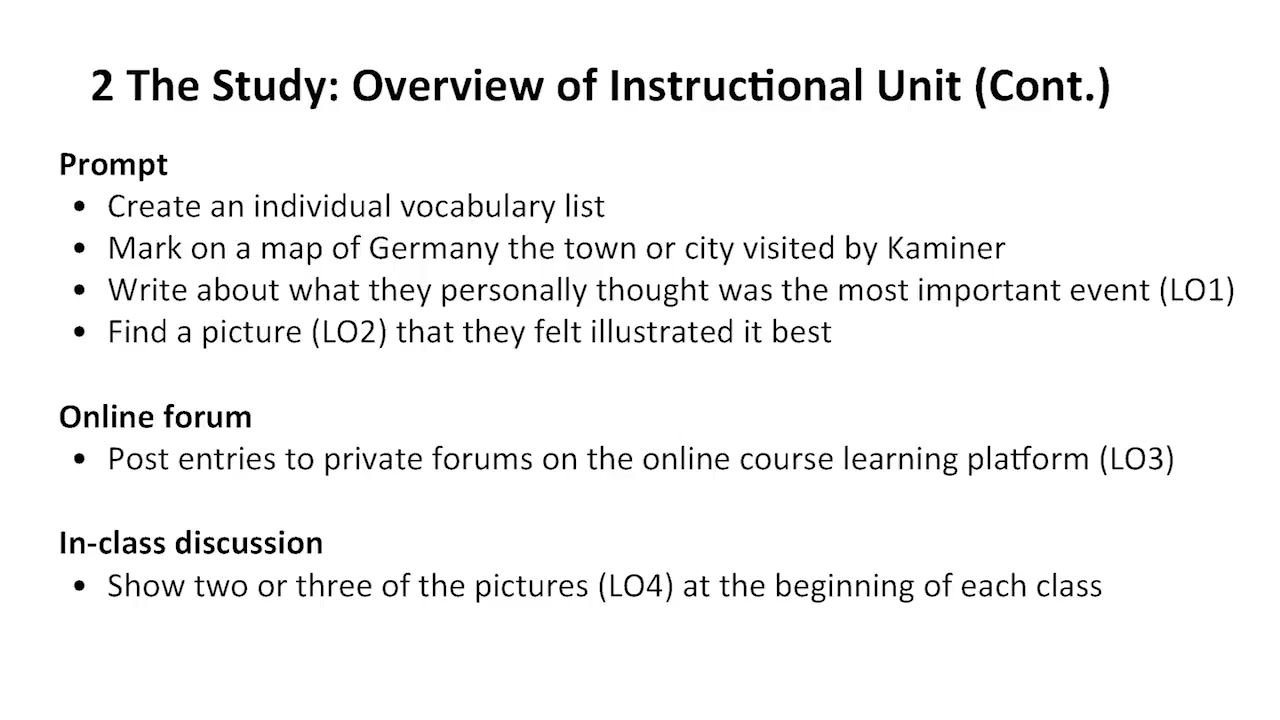 2 The Study: Overview of Instructional Unit (Cont.)
Prompt
• Create an individual vocabulary list
• Mark on a map of Germany the town or city visited by Kaminer
• Write about what they personally thought was the most important event (LO1)
• Find a picture (LO2) that they felt illustrated it best
Online forum
• Post entries to private forums on the online course learning platform (LO3)
In-class discussion
• Show two or three of the pictures (LO4) at the beginning of each class